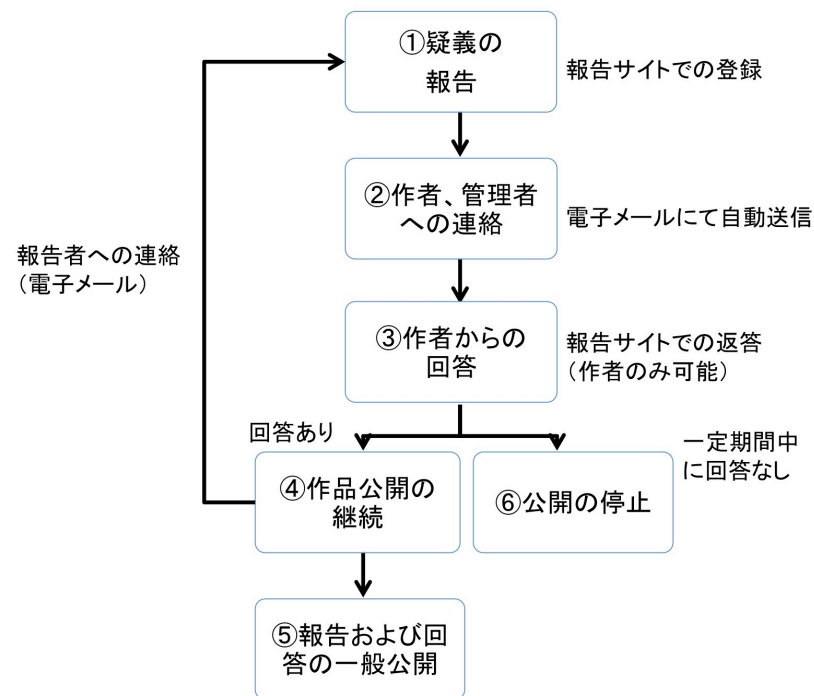 ①疑義の
報告
報告サイトでの登録
②作者、管理者
への連絡
電子メールにて自動送信
報告者への連絡
（電子メール）
③作者からの
回答
報告サイトでの返答
（作者のみ可能）
回答あり
一定期間中
に回答なし
④作品公開の
継続
⑥公開の停止
⑤報告および回
答の一般公開